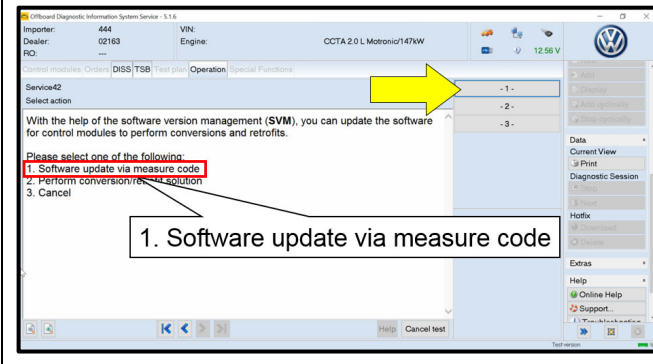 Offboard Diagnostic Information System Service - 5.1.6
Importer: 444 VIN:
Dealer: 02163 Engine: CCTA 2.0 L Motronic/147kW
RO: ---
12.56 V
Control modules Orders DISS TSB Test plan Operation Special Functions
Service42
Select action
With the help of the software version management (SVM), you can update the software
for control modules to perform conversions and retrofits.
Please select one of the following:
1. Software update via measure code
2. Perform conversion/retrofit solution
3. Cancel
1. Software update via measure code
Help Cancel test
- 1 -
- 2 -
- 3 -
Add
Display
Add optionally
Stop optionally
Data
Current View
Print
Diagnostic Session
Stop
Next
Hotfix
Download
Delete
Extras
Help
Online Help
Support...
Test version